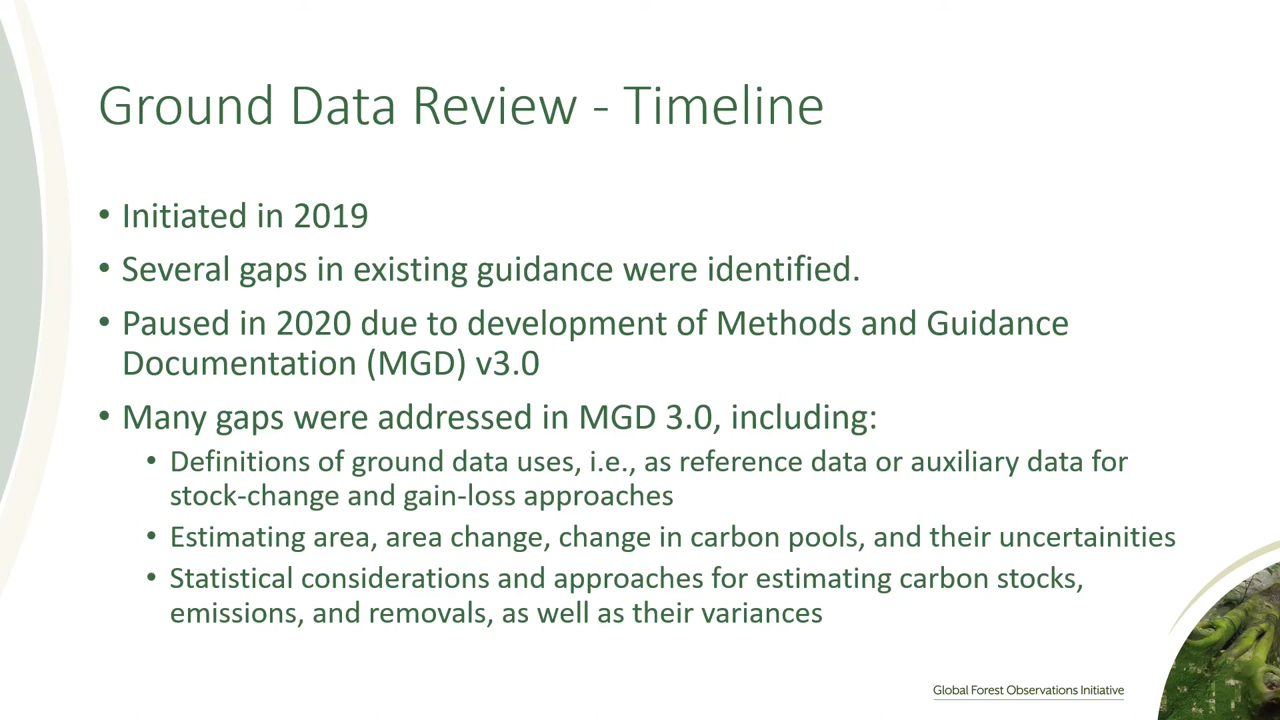 Ground Data Review - Timeline
• Initiated in 2019
• Several gaps in existing guidance were identified.
• Paused in 2020 due to development of Methods and Guidance
Documentation (MGD) v3.0
• Many gaps were addressed in MGD 3.0, including:
• Definitions of ground data uses, i.e., as reference data or auxiliary data for
stock-change and gain-loss approaches
• Estimating area, area change, change in carbon pools, and their uncertainities
• Statistical considerations and approaches for estimating carbon stocks,
emissions, and removals, as well as their variances
Global Forest Observations Initiative